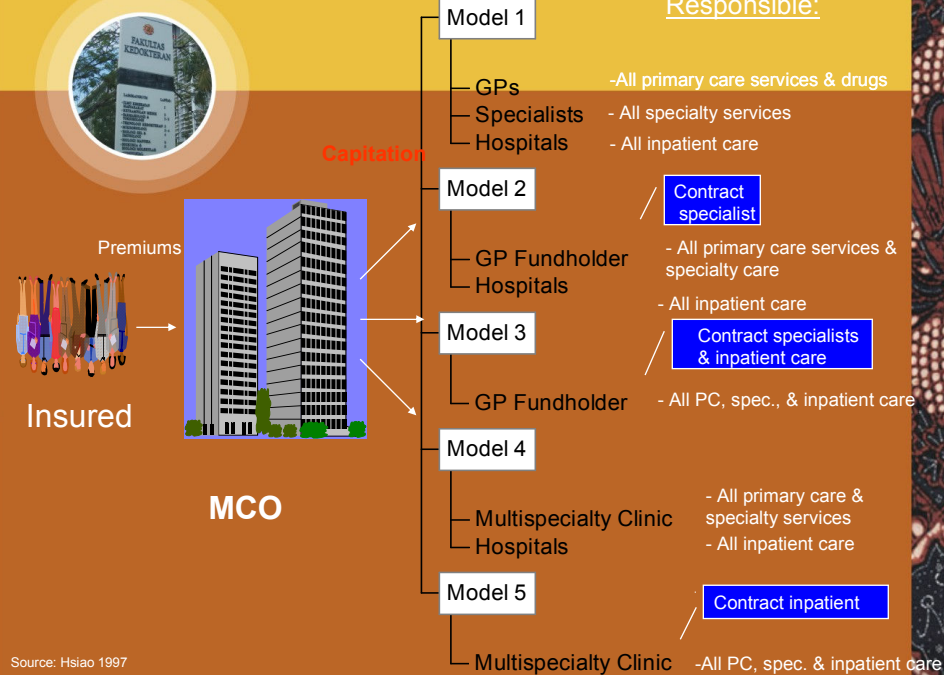 Responsible:
FAKULTAS
KEDOKTERAN
Model 1
GPs
-All primary care services & drugs
Specialists
- All specialty services
Hospitals
- All inpatient care
Capitation
Model 2
Contract
specialist
GP Fundholder
- All primary care services &
specialty care
Hospitals
- All inpatient care
Premiums
Insured
MCO
Model 3
Contract specialists
& inpatient care
GP Fundholder
- All PC, spec., & inpatient care
Model 4
Multispecialty Clinic
- All primary care &
specialty services
Hospitals
- All inpatient care
Model 5
Contract inpatient
Multispecialty Clinic
-All PC, spec. & inpatient care
Source: Hsiao 1997